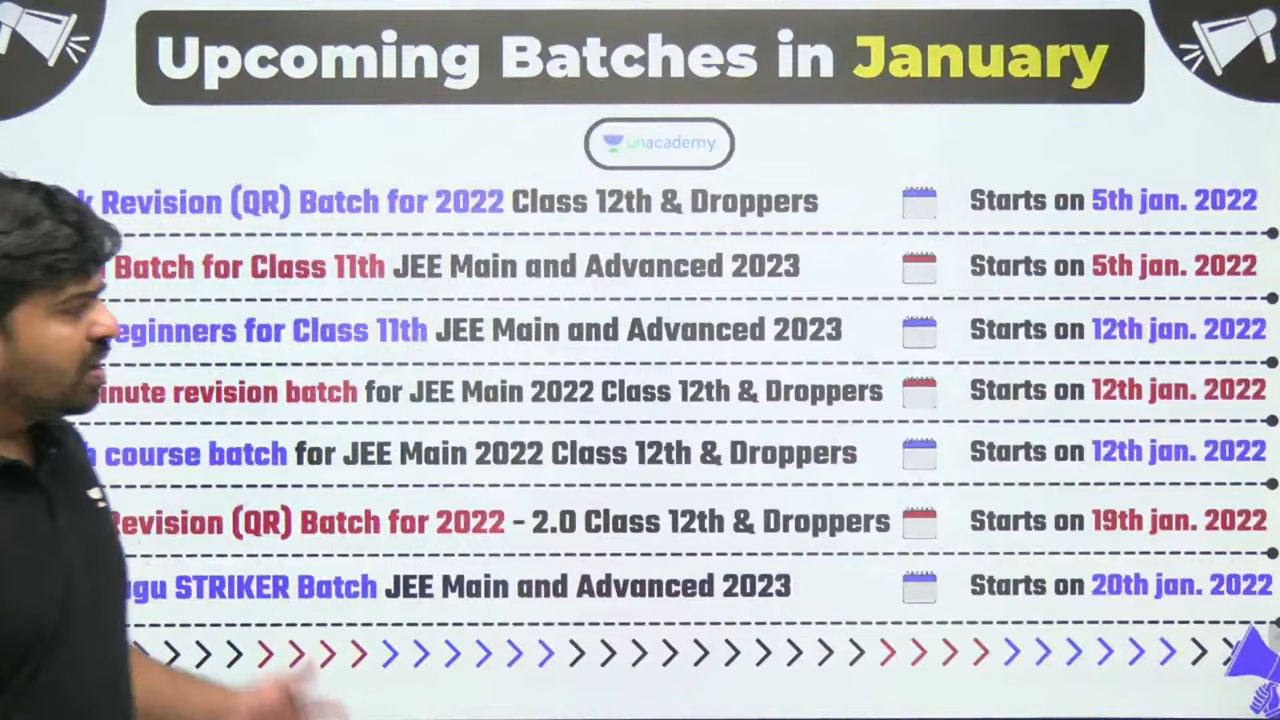 Upcoming Batches in January
unacademy
Revision (QR) Batch for 2022 Class 12th & Droppers Starts on 5th jan. 2022
Batch for Class 11th JEE Main and Advanced 2023 Starts on 5th jan. 2022
eginners for Class 11th JEE Main and Advanced 2023 Starts on 12th jan. 2022
inute revision batch for JEE Main 2022 Class 12th & Droppers Starts on 12th jan. 2022
course batch for JEE Main 2022 Class 12th & Droppers Starts on 12th jan. 2022
Revision (QR) Batch for 2022 - 2.0 Class 12th & Droppers Starts on 19th jan. 2022
ugu STRIKER Batch JEE Main and Advanced 2023 Starts on 20th jan. 2022